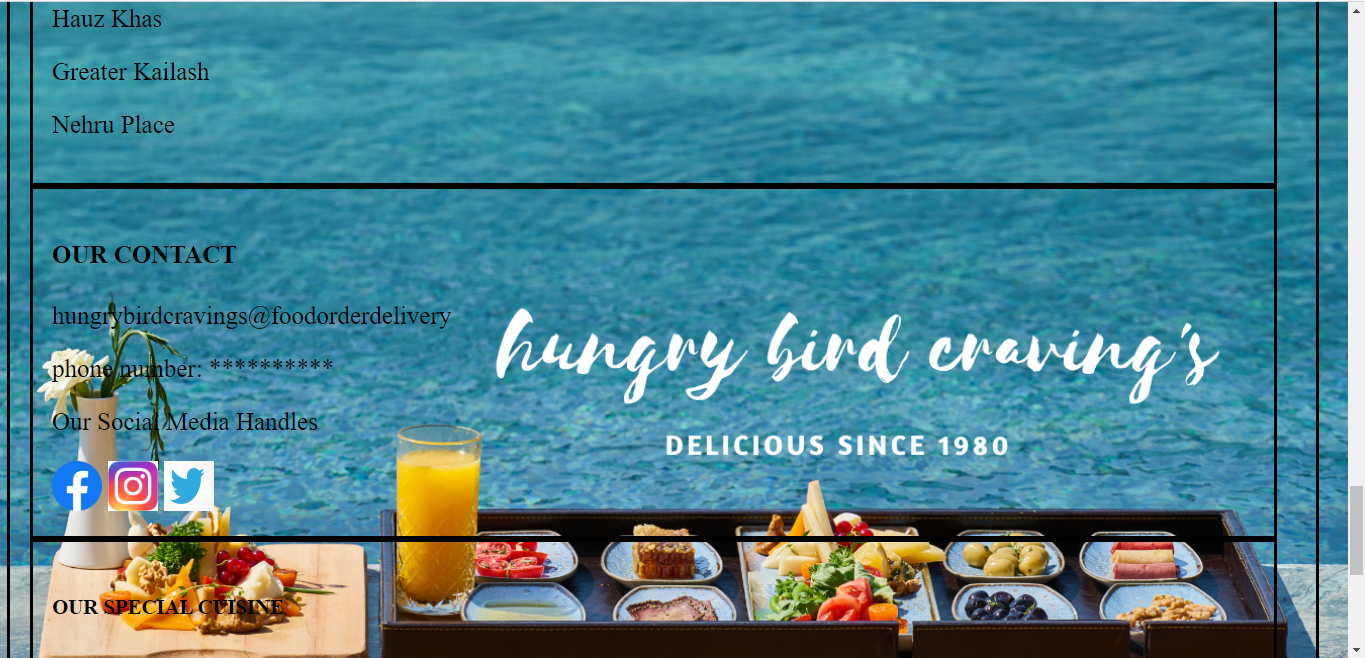 Hauz Khas
Greater Kailash
Nehru Place
OUR CONTACT
hungrybirdcravings@foodorderdelivery
phone number: **********
Our Social Media Handles
hungry bird craving's
DELICIOUS SINCE 1980
OUR SPECIAL CUISINE